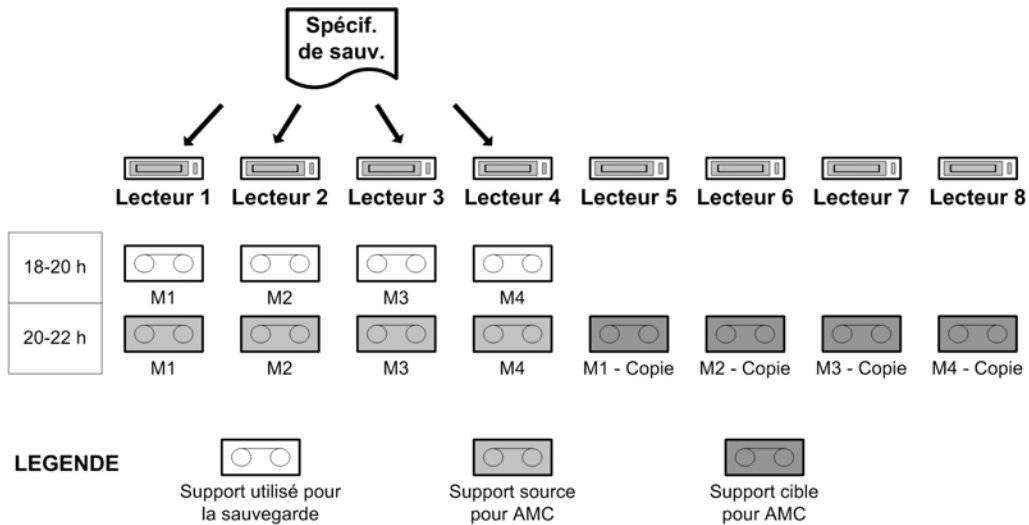 Spécif.
de sauv.
Lecteur 1 Lecteur 2 Lecteur 3 Lecteur 4 Lecteur 5 Lecteur 6 Lecteur 7 Lecteur 8
18-20 h
M1 M2 M3 M4
20-22 h
M1 M2 M3 M4 M1 - Copie M2 - Copie M3 - Copie M4 - Copie
LEGENDE
Support utilisé pour
la sauvegarde
Support source
pour AMC
Support cible
pour AMC